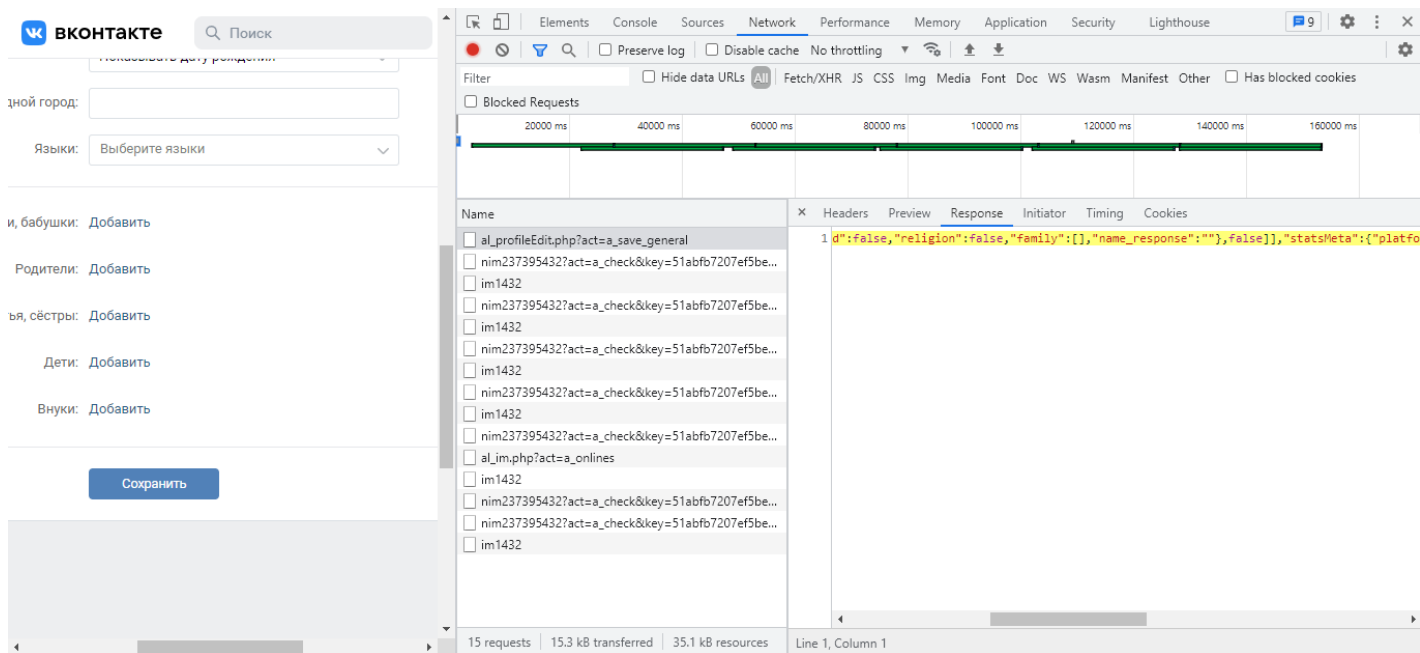 вконтакте
Поиск
Показывать дату рождения
дной город:
Языки: Выберите языки
и, бабушки: Добавить
Родители: Добавить
ья, сёстры: Добавить
Дети: Добавить
Внуки: Добавить
Сохранить
Elements Console Sources Network Performance Memory Application Security Lighthouse 9
Preserve log Disable cache No throttling
Filter Hide data URLs All Fetch/XHR JS CSS Img Media Font Doc WS Wasm Manifest Other Has blocked cookies
Blocked Requests
20000 ms 40000 ms 60000 ms 80000 ms 100000 ms 120000 ms 140000 ms 160000 ms
Name
al_profileEdit.php?act=a_save_general
nim237395432?act=a_check&key=51abfb7207ef5be...
im1432
nim237395432?act=a_check&key=51abfb7207ef5be...
im1432
nim237395432?act=a_check&key=51abfb7207ef5be...
im1432
nim237395432?act=a_check&key=51abfb7207ef5be...
im1432
nim237395432?act=a_check&key=51abfb7207ef5be...
al_im.php?act=a_onlines
im1432
nim237395432?act=a_check&key=51abfb7207ef5be...
nim237395432?act=a_check&key=51abfb7207ef5be...
im1432
15 requests 15.3 kB transferred 35.1 kB resources
× Headers Preview Response Initiator Timing Cookies
1 d":false,"religion":false,"family":[],"name_response":""},false]],"statsMeta":{"platfo
Line 1, Column 1